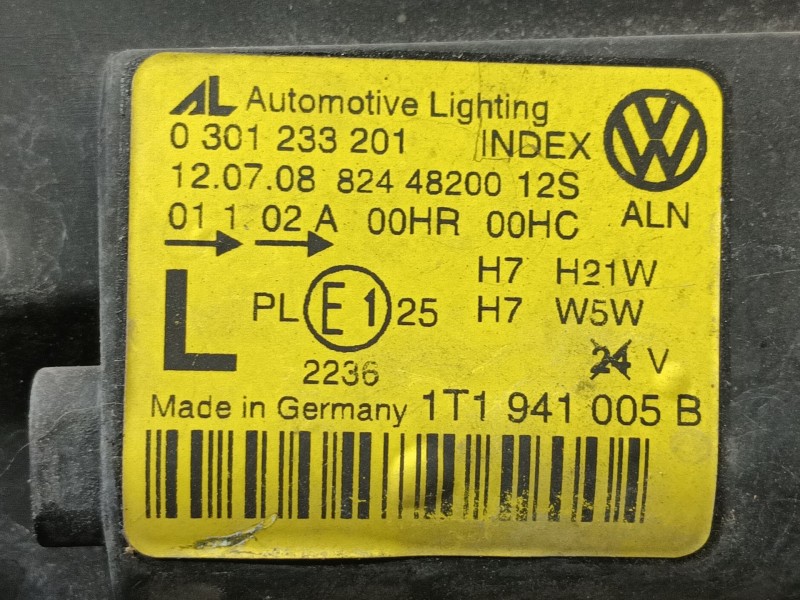 AL Automotive Lighting
0 301 233 201 INDEX
12.07.08 824 48200 12S
01 1 02 A 00HR 00HC ALN
H7 H21W
L PL E1 25 H7 W5W
2236 24 V
Made in Germany 1T1 941 005 B